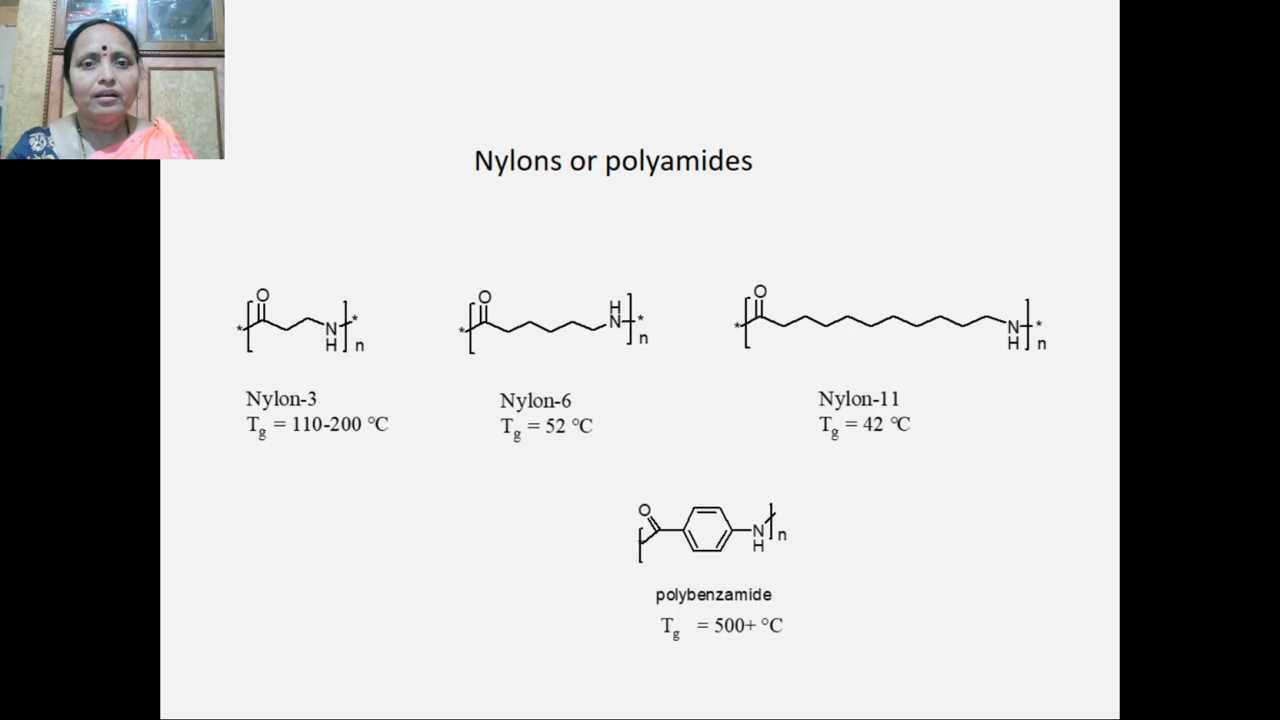 Nylons or polyamides
O
* N * H n
Nylon-3
Tg = 110-200 °C
O
* H N * n
Nylon-6
Tg = 52 °C
O
* N * H n
Nylon-11
Tg = 42 °C
O
N H n
polybenzamide
Tg = 500+ °C